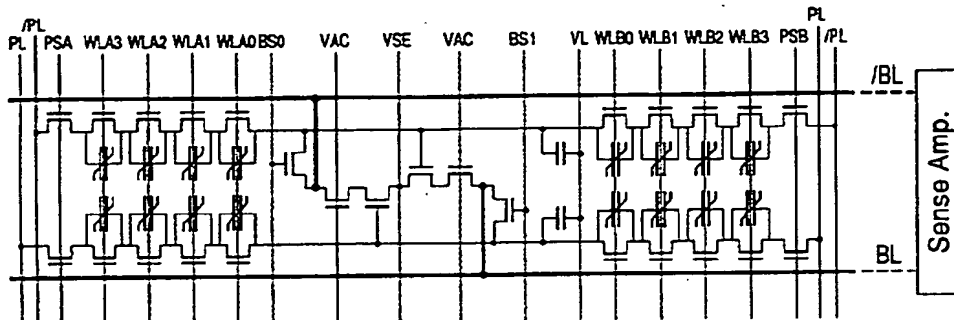 /PL
PL
PL PSA WLA3 WLA2 WLA1 WLA0 BS0 VAC VSE VAC BS1 VL WLB0 WLB1 WLB2 WLB3 PSB /PL
/BL
BL
Sense Amp.